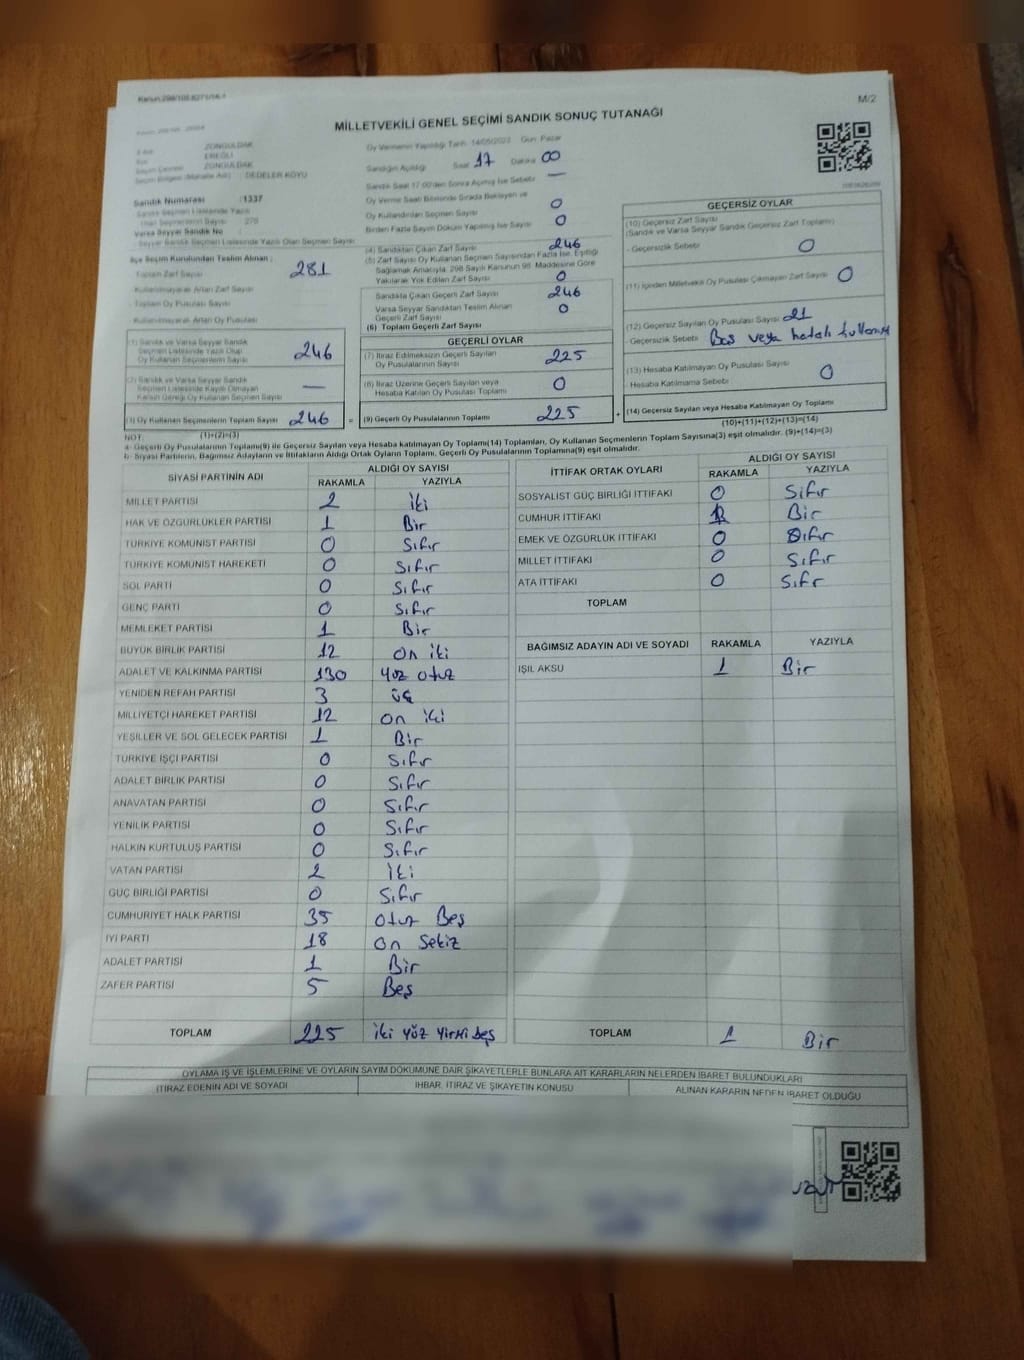 Kanun:298/105,6271/14-1
M/2
MİLLETVEKİLİ GENEL SEÇİMİ SANDIK SONUÇ TUTANAĞI
ZONGULDAK
EREĞLİ
ZONGULDAK
Seçim Bölgesi (Mahalle Adı) : DEDELER KÖYÜ
Sandık Numarası :1337
Sandık Seçmen Listesinde Yazılı
Olan Seçmenlerin Sayısı : 276
Varsa Seyyar Sandık No
Seyyar Sandık Seçmen Listesinde Yazılı Olan Seçmen Sayısı
İlçe Seçim Kurulundan Teslim Alınan ;
Toplam Zarf Sayısı 281
Kullanılmayarak Artan Zarf Sayısı
Toplam Oy Pusulası Sayısı
Kullanılmayarak Artan Oy Pusulası
(1) Sandık ve Varsa Seyyar Sandık
Seçmen Listesinde Yazılı Olup
Oy Kullanan Seçmenlerin Sayısı 246
(2) Sandık ve Varsa Seyyar Sandık
Seçmen Listesinde Kayıtlı Olmayan
Kanun Gereği Oy Kullanan Seçmen Sayısı —
(3) Oy Kullanan Seçmenlerin Toplam Sayısı 246 =
(1)+(2)=(3)
Oy Vermenin Yapıldığı Tarih: 14/05/2023 Gün: Pazar
Sandığın Açıldığı Saat 17 Dakika 00
Sandık Saat 17:00'den Sonra Açılmış İse Sebebi —
Oy Verme Saati Bitiminde Sırada Bekleyen ve
Oy Kullandırılan Seçmen Sayısı 0
Birden Fazla Sayım Döküm Yapılmış İse Sayısı 0
(4) Sandıktan Çıkan Zarf Sayısı 246
(5) Zarf Sayısı Oy Kullanan Seçmen Sayısından Fazla İse, Eşitliği
Sağlamak Amacıyla, 298 Sayılı Kanunun 98. Maddesine Göre
Yakılarak Yok Edilen Zarf Sayısı 0
Sandıkta Çıkan Geçerli Zarf Sayısı 246
Varsa Seyyar Sandıktan Teslim Alınan
Geçerli Zarf Sayısı 0
(6) Toplam Geçerli Zarf Sayısı
GEÇERLİ OYLAR
(7) İtiraz Edilmeksizin Geçerli Sayılan
Oy Pusulası Sayısı 225
(8) İtiraz Üzerine Geçerli Sayılan veya
Hesaba Katılan Oy Pusulası Toplamı 0
(9) Geçerli Oy Pusulalarının Toplamı 225 +
GEÇERSİZ OYLAR
(10) Geçersiz Zarf Sayısı
(Sandık ve Varsa Seyyar Sandık Geçersiz Zarf Toplamı)
- Geçersizlik Sebebi 0
(11) İçinden Milletvekili Oy Pusulası Çıkmayan Zarf Sayısı 0
(12) Geçersiz Sayılan Oy Pusulası Sayısı 21
Geçersizlik Sebebi Boş veya hatalı
(13) Hesaba Katılmayan Oy Pusulası Sayısı
Hesaba Katılmama Sebebi 0
(14) Geçersiz Sayılan veya Hesaba Katılmayan Oy Toplamı
(10)+(11)+(12)+(13)=(14)
NOT:
a- Geçerli Oy Pusulalarının Toplamı(9) ile Geçersiz Sayılan veya Hesaba katılmayan Oy Toplamı(14) Toplamları, Oy Kullanan Seçmenlerin Toplam Sayısına(3) eşit olmalıdır. (9)+(14)=(3)
b- Siyasi Partilerin, Bağımsız Adayların ve İttifakların Aldığı Ortak Oyların Toplamı, Geçerli Oy Pusulalarının Toplamına(9) eşit olmalıdır.
SİYASİ PARTİNİN ADI ALDIĞI OY SAYISI
RAKAMLA YAZIYLA
MİLLET PARTİSİ 2 iki
HAK VE ÖZGÜRLÜKLER PARTİSİ 1 Bir
TÜRKİYE KOMÜNİST PARTİSİ 0 Sıfır
TÜRKİYE KOMÜNİST HAREKETİ 0 Sıfır
SOL PARTİ 0 Sıfır
GENÇ PARTİ 0 Sıfır
MEMLEKET PARTİSİ 1 Bir
BÜYÜK BİRLİK PARTİSİ 12 on iki
ADALET VE KALKINMA PARTİSİ 130 yüz otuz
YENİDEN REFAH PARTİSİ 3 üç
MİLLİYETÇİ HAREKET PARTİSİ 12 on iki
YEŞİLLER VE SOL GELECEK PARTİSİ 1 Bir
TÜRKİYE İŞÇİ PARTİSİ 0 Sıfır
ADALET BİRLİK PARTİSİ 0 Sıfır
ANAVATAN PARTİSİ 0 Sıfır
YENİLİK PARTİSİ 0 Sıfır
HALKIN KURTULUŞ PARTİSİ 0 Sıfır
VATAN PARTİSİ 2 İki
GÜÇ BİRLİĞİ PARTİSİ 0 Sıfır
CUMHURİYET HALK PARTİSİ 35 otuz Beş
İYİ PARTİ 18 on Sekiz
ADALET PARTİSİ 1 Bir
ZAFER PARTİSİ 5 Beş
TOPLAM 225 iki yüz yirmi beş
İTTİFAK ORTAK OYLARI ALDIĞI OY SAYISI
RAKAMLA YAZIYLA
SOSYALİST GÜÇ BİRLİĞİ İTTİFAKI 0 Sıfır
CUMHUR İTTİFAKI 1 Bir
EMEK VE ÖZGÜRLÜK İTTİFAKI 0 Sıfır
MİLLET İTTİFAKI 0 Sıfır
ATA İTTİFAKI 0 Sıfr
TOPLAM
BAĞIMSIZ ADAYIN ADI VE SOYADI RAKAMLA YAZIYLA
IŞIL AKSU 1 Bir
TOPLAM 1 Bir
OYLAMA İŞ VE İŞLEMLERİNE VE OYLARIN SAYIM DÖKÜMÜNE DAİR ŞİKAYETLERLE BUNLARA AİT KARARLARIN NELERDEN İBARET BULUNDUKLARI
İTİRAZ EDENİN ADI VE SOYADI İHBAR, İTİRAZ VE ŞİKAYETİN KONUSU ALINAN KARARIN NEDEN İBARET OLDUĞU